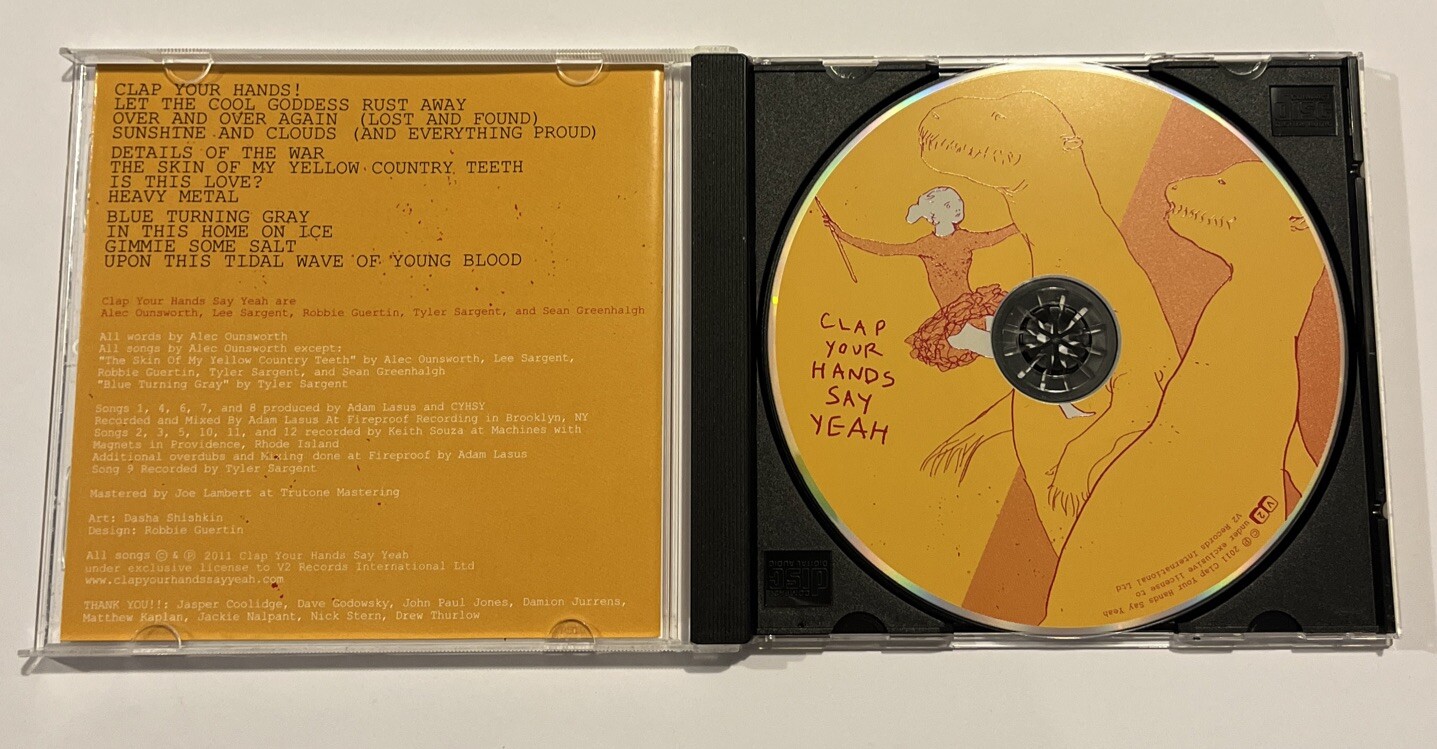 CLAP YOUR HANDS!
LET THE COOL GODDESS RUST AWAY
OVER AND OVER AGAIN (LOST AND FOUND)
SUNSHINE AND CLOUDS (AND EVERYTHING PROUD)
DETAILS OF THE WAR
THE SKIN OF MY YELLOW COUNTRY TEETH
IS THIS LOVE?
HEAVY METAL
BLUE TURNING GRAY
IN THIS HOME ON ICE
GIMMIE SOME SALT
UPON THIS TIDAL WAVE OF YOUNG BLOOD
Clap Your Hands Say Yeah are
Alec Ounsworth, Lee Sargent, Robbie Guertin, Tyler Sargent, and Sean Greenhalgh
All words by Alec Ounsworth
All songs by Alec Ounsworth except:
"The Skin Of My Yellow Country Teeth" by Alec Ounsworth, Lee Sargent,
Robbie Guertin, Tyler Sargent, and Sean Greenhalgh
"Blue Turning Gray" by Tyler Sargent
Songs 1, 4, 6, 7, and 8 produced by Adam Lasus and CYHSY
Recorded and Mixed By Adam Lasus At Fireproof Recording in Brooklyn, NY
Songs 2, 3, 5, 10, 11, and 12 recorded by Keith Souza at Machines with
Magnets in Providence, Rhode Island
Additional overdubs and Mixing done at Fireproof by Adam Lasus
Song 9 Recorded by Tyler Sargent
Mastered by Joe Lambert at Trutone Mastering
Art: Dasha Shishkin
Design: Robbie Guertin
All songs © & ℗ 2011 Clap Your Hands Say Yeah
under exclusive license to V2 Records International Ltd
www.clapyourhandssayyeah.com
THANK YOU!!: Jasper Coolidge, Dave Godowsky, John Paul Jones, Damion Jurrens,
Matthew Kaplan, Jackie Nalpant, Nick Stern, Drew Thurlow
CLAP
YOUR
HANDS
SAY
YEAH
V2
© ℗ 2011 Clap Your Hands Say Yeah
under exclusive license to
V2 Records International Ltd
COMPACT
disc
DIGITAL AUDIO
disc